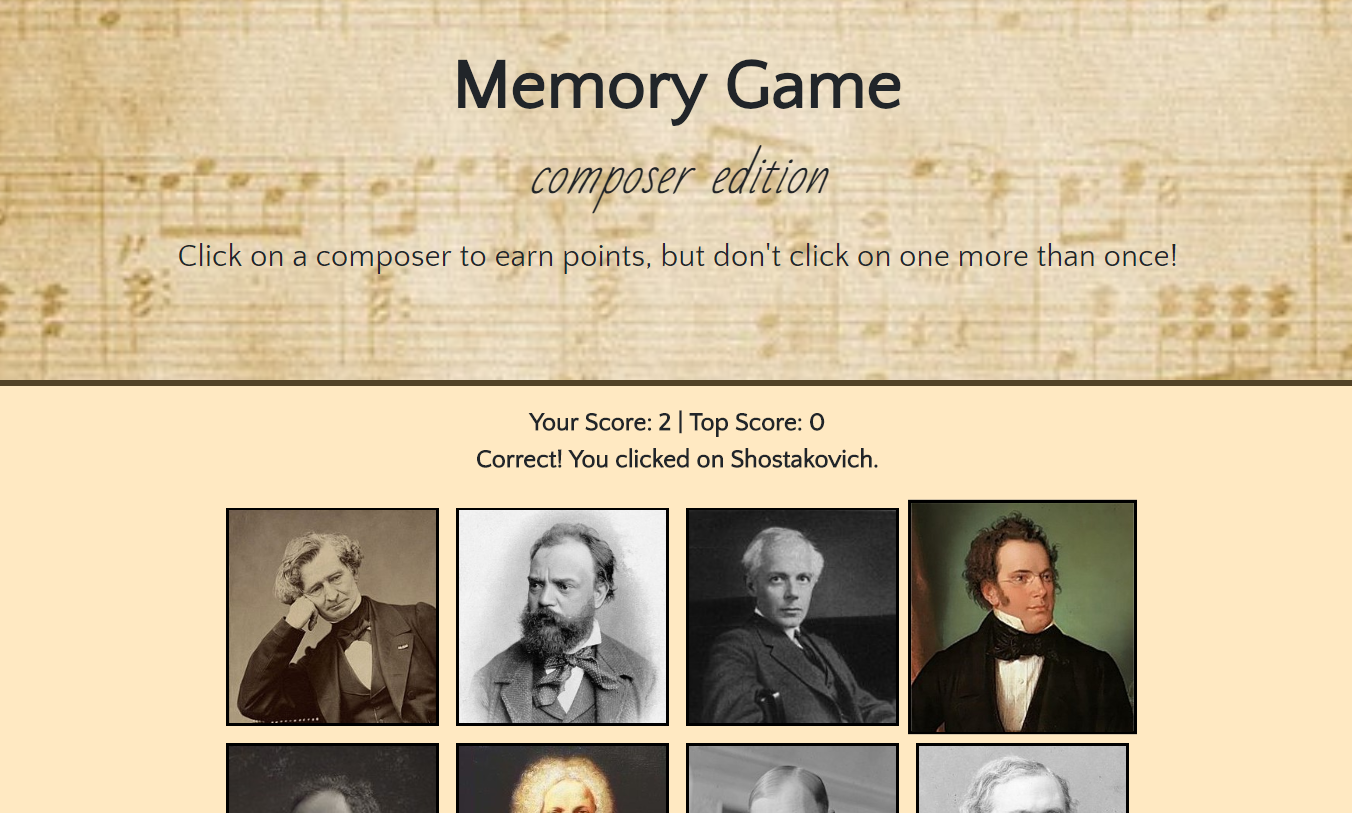 Memory Game
composer edition
Click on a composer to earn points, but don't click on one more than once!
Your Score: 2 | Top Score: 0
Correct! You clicked on Shostakovich.